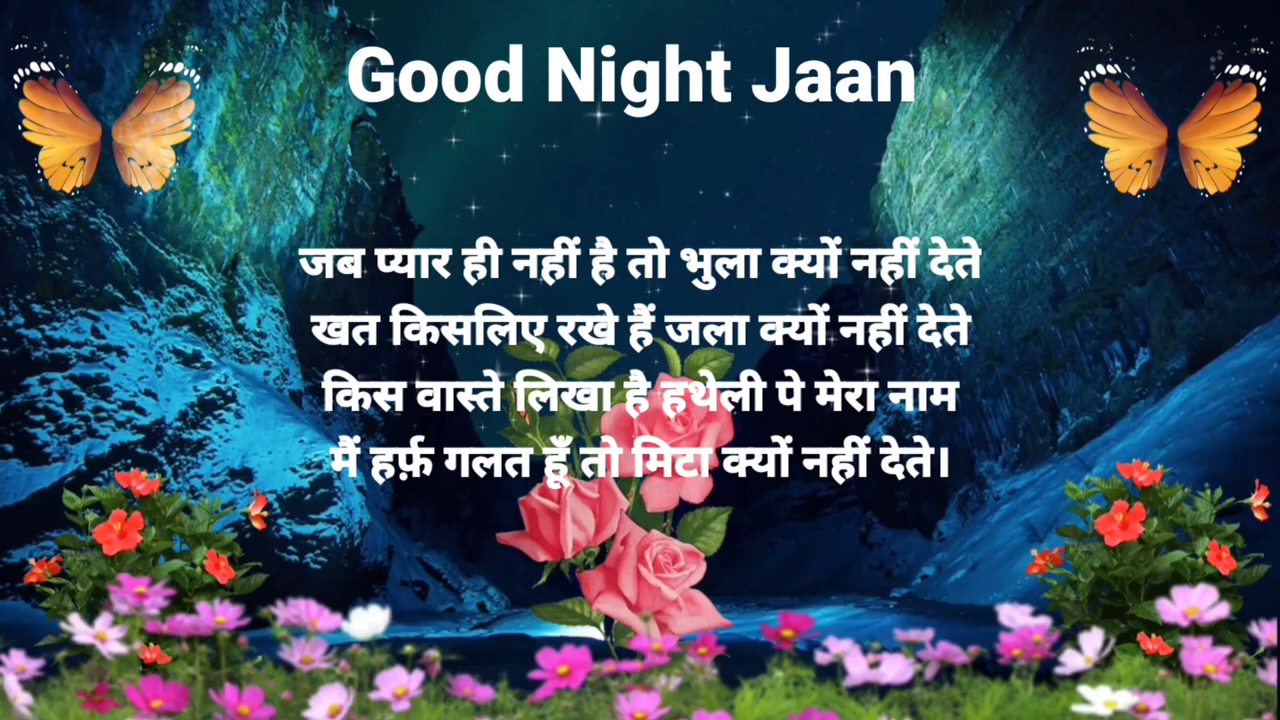 Good Night Jaan
जब प्यार ही नहीं है तो भुला क्यों नहीं देते
खत किसलिए रखे हैं जला क्यों नहीं देते
किस वास्ते लिखा है हथेली पे मेरा नाम
मैं हर्फ़ गलत हूँ तो मिटा क्यों नहीं देते।